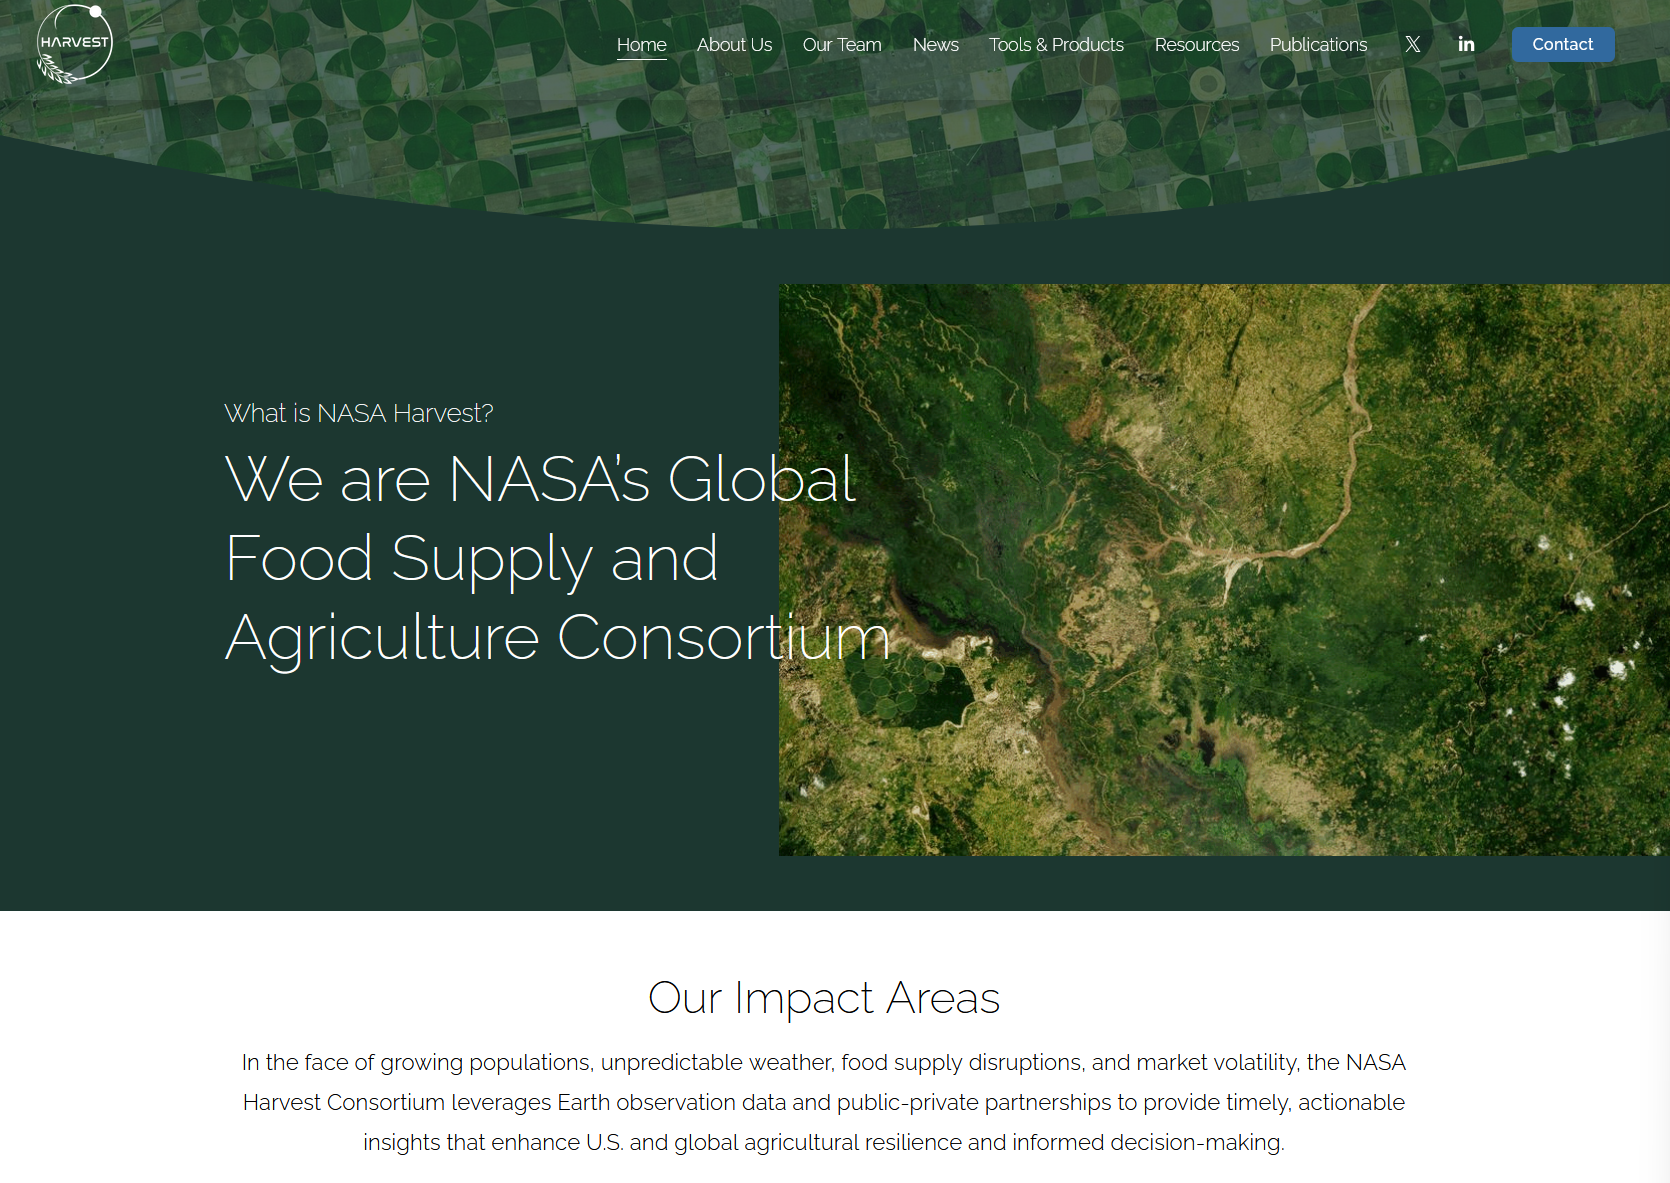 HARVEST
Home About Us Our Team News Tools & Products Resources Publications Contact
What is NASA Harvest?
We are NASA’s Global
Food Supply and
Agriculture Consortium
Our Impact Areas
In the face of growing populations, unpredictable weather, food supply disruptions, and market volatility, the NASA
Harvest Consortium leverages Earth observation data and public-private partnerships to provide timely, actionable
insights that enhance U.S. and global agricultural resilience and informed decision-making.